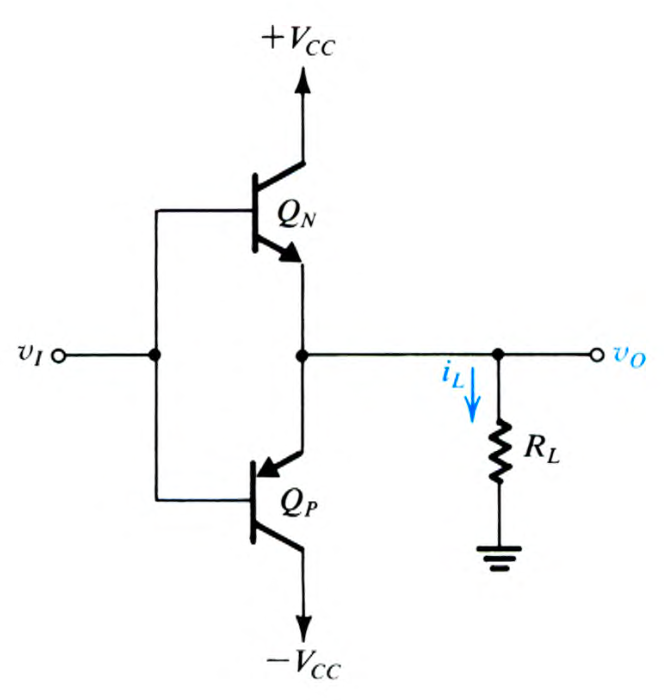 +V_CC
Q_N
v_I
v_O
i_L
R_L
Q_P
−V_CC